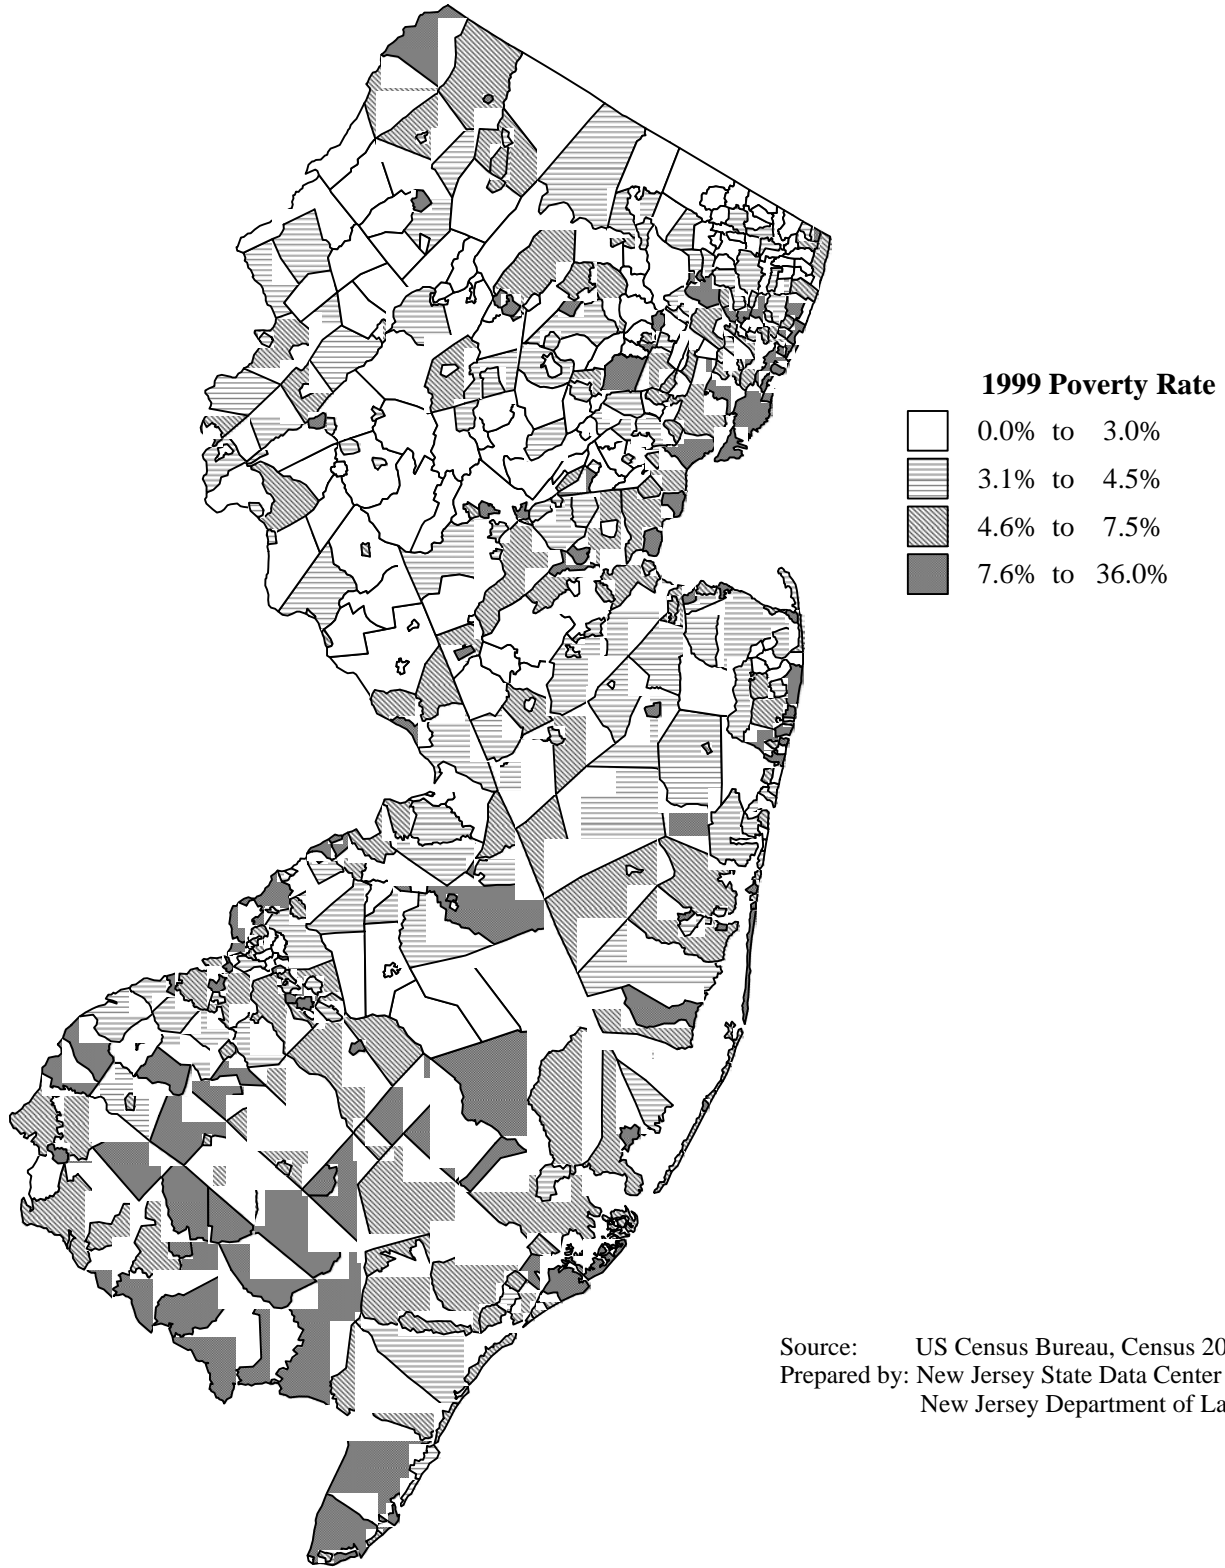 1999 Poverty Rate
0.0% to 3.0%
3.1% to 4.5%
4.6% to 7.5%
7.6% to 36.0%
Source: US Census Bureau, Census 20
Prepared by: New Jersey State Data Center
New Jersey Department of La